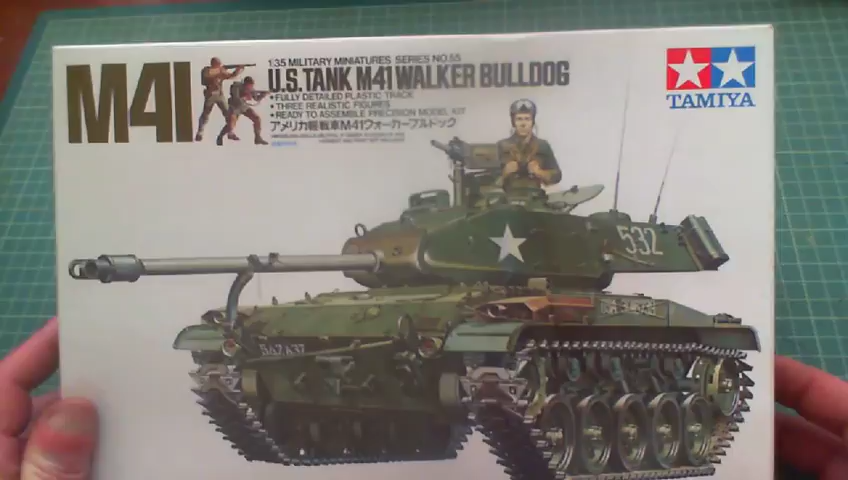 M41
1:35 MILITARY MINIATURES SERIES NO.55
U.S. TANK M41 WALKER BULLDOG
• FULLY DETAILED PLASTIC TRACK
• THREE REALISTIC FIGURES
• READY TO ASSEMBLE PRECISION MODEL KIT
アメリカ軽戦車M41ウォーカーブルドック
TAMIYA
532